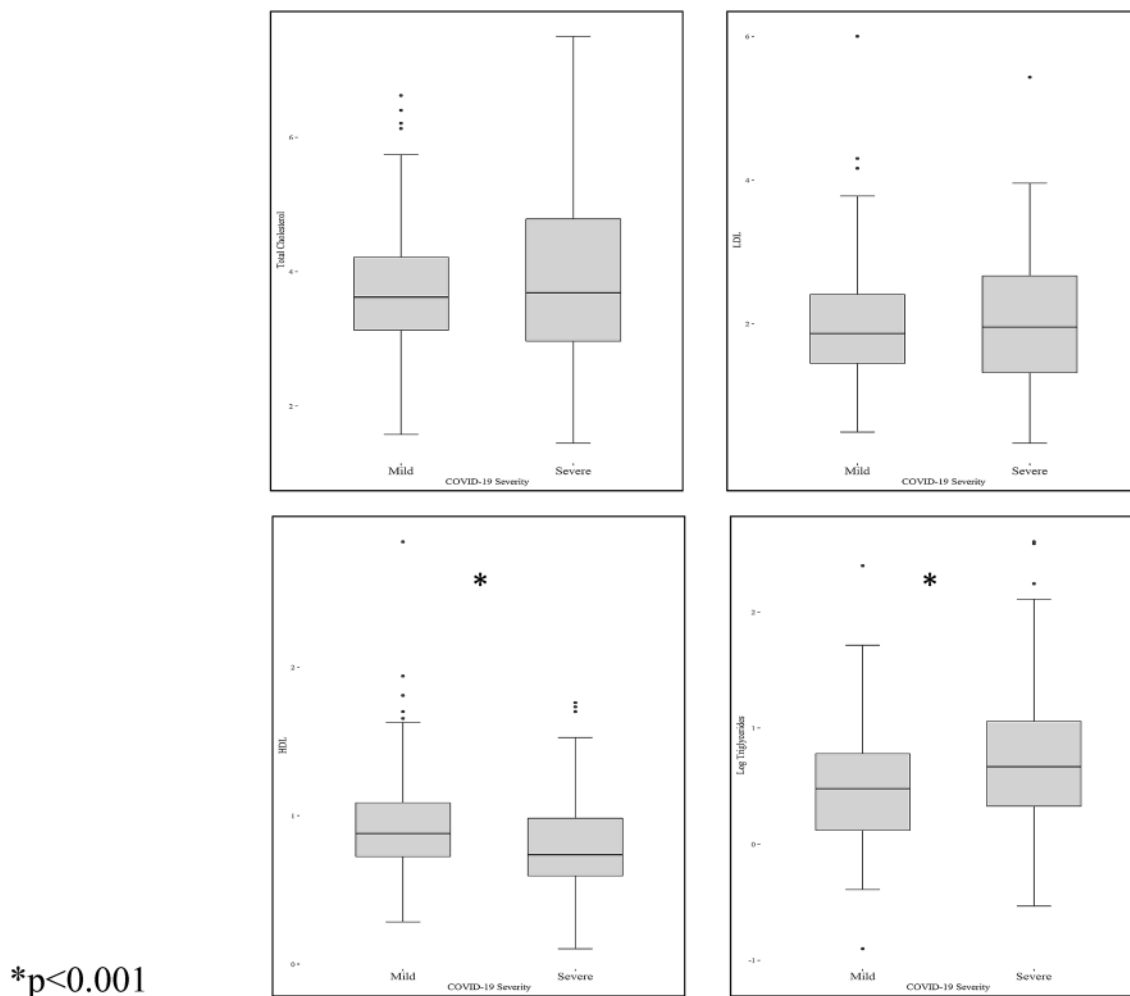 Total Cholesterol
6
4
2
Mild Severe
COVID-19 Severity
LDL
6
4
2
Mild Severe
COVID-19 Severity
*
HDL
2
1
0
Mild Severe
COVID-19 Severity
*
Log Triglycerides
2
1
0
-1
Mild Severe
COVID-19 Severity
*p<0.001